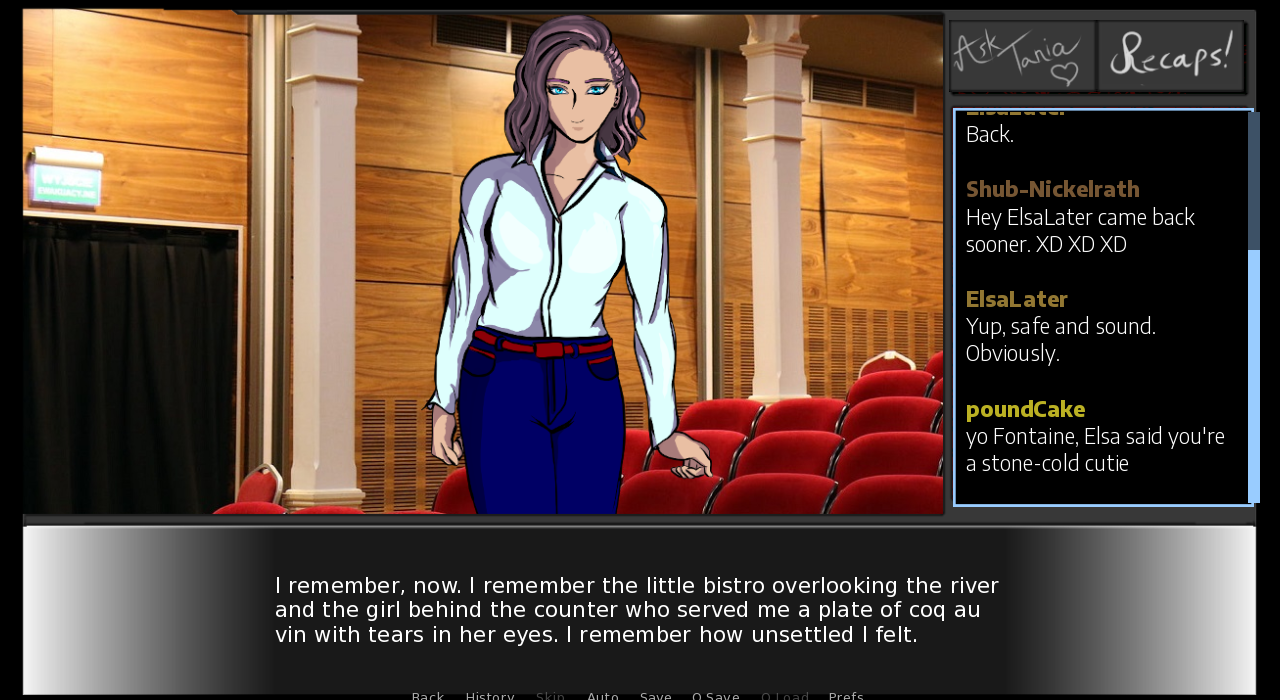 WYJŚCIE
EWAKUACYJNE
Ask Tania
Recaps!
ElsaLater
Back.
Shub-Nickelrath
Hey ElsaLater came back
sooner. XD XD XD
ElsaLater
Yup, safe and sound.
Obviously.
poundCake
yo Fontaine, Elsa said you're
a stone-cold cutie
I remember, now. I remember the little bistro overlooking the river
and the girl behind the counter who served me a plate of coq au
vin with tears in her eyes. I remember how unsettled I felt.
Back History Skip Auto Save Q.Save Q.Load Prefs